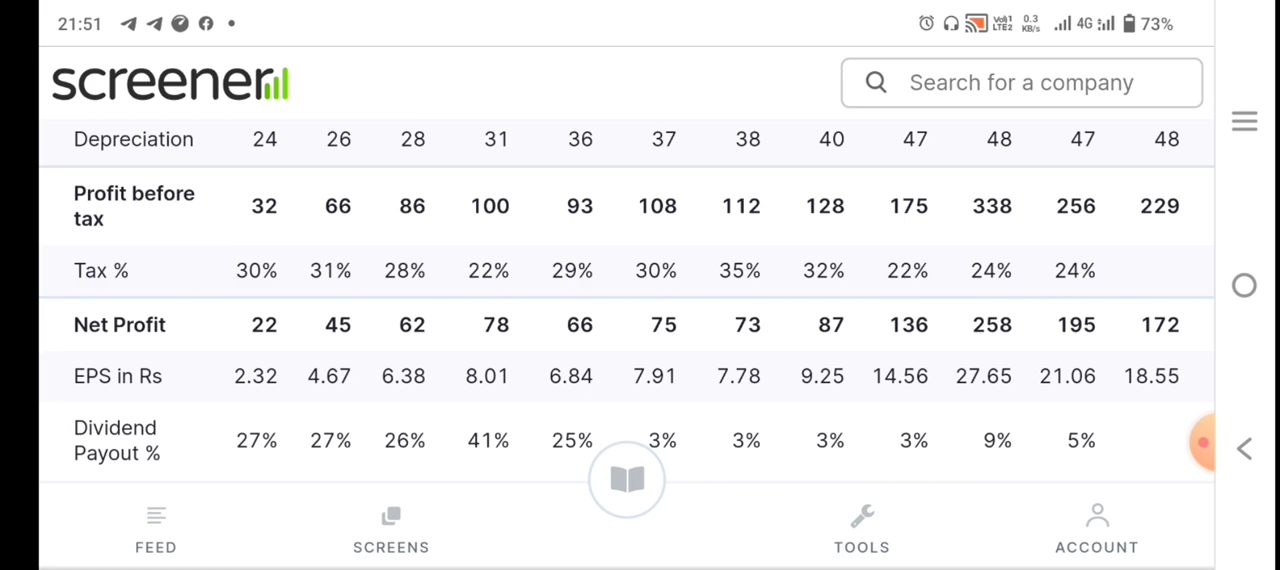 21:51 Vo)1 LTE2 0.3 KB/s 4G 73%
screener
Search for a company
Depreciation 24 26 28 31 36 37 38 40 47 48 47 48
Profit before
tax 32 66 86 100 93 108 112 128 175 338 256 229
Tax % 30% 31% 28% 22% 29% 30% 35% 32% 22% 24% 24%
Net Profit 22 45 62 78 66 75 73 87 136 258 195 172
EPS in Rs 2.32 4.67 6.38 8.01 6.84 7.91 7.78 9.25 14.56 27.65 21.06 18.55
Dividend
Payout % 27% 27% 26% 41% 25% 3% 3% 3% 3% 9% 5%
FEED SCREENS TOOLS ACCOUNT